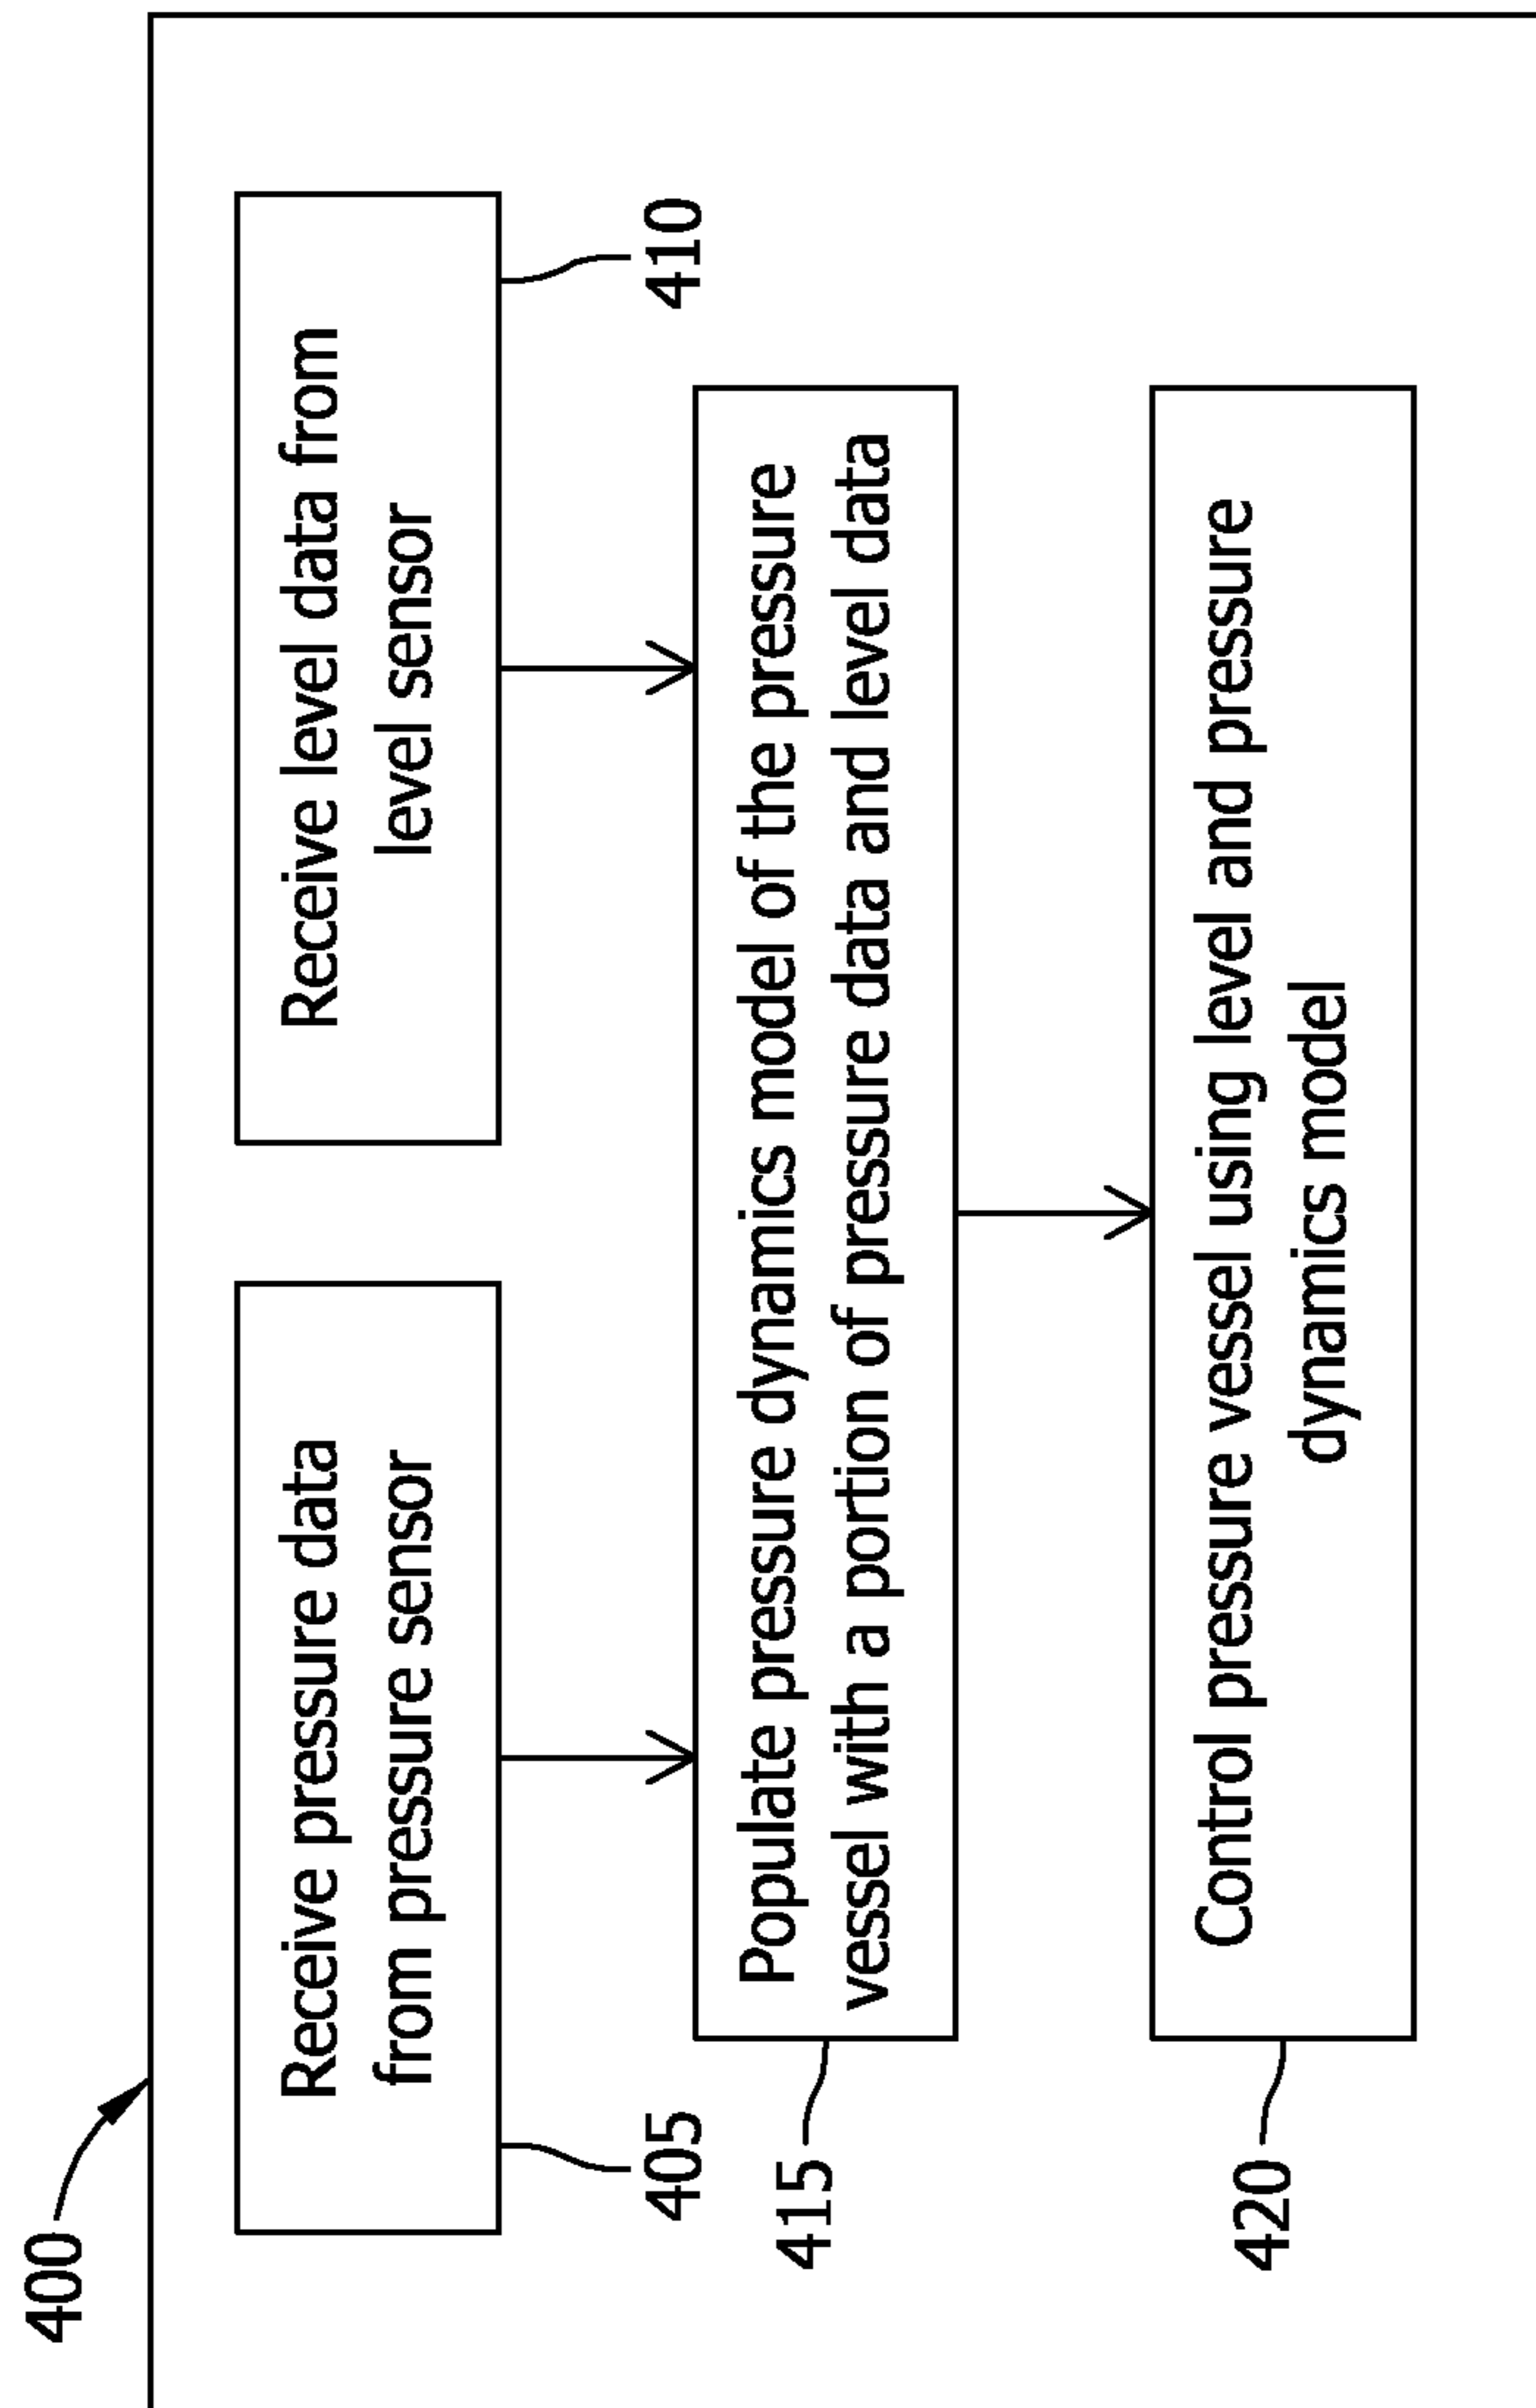 400
Receive pressure data
from pressure sensor
405
Receive level data from
level sensor
410
Populate pressure dynamics model of the pressure
vessel with a portion of pressure data and level data
415
Control pressure vessel using level and pressure
dynamics model
420